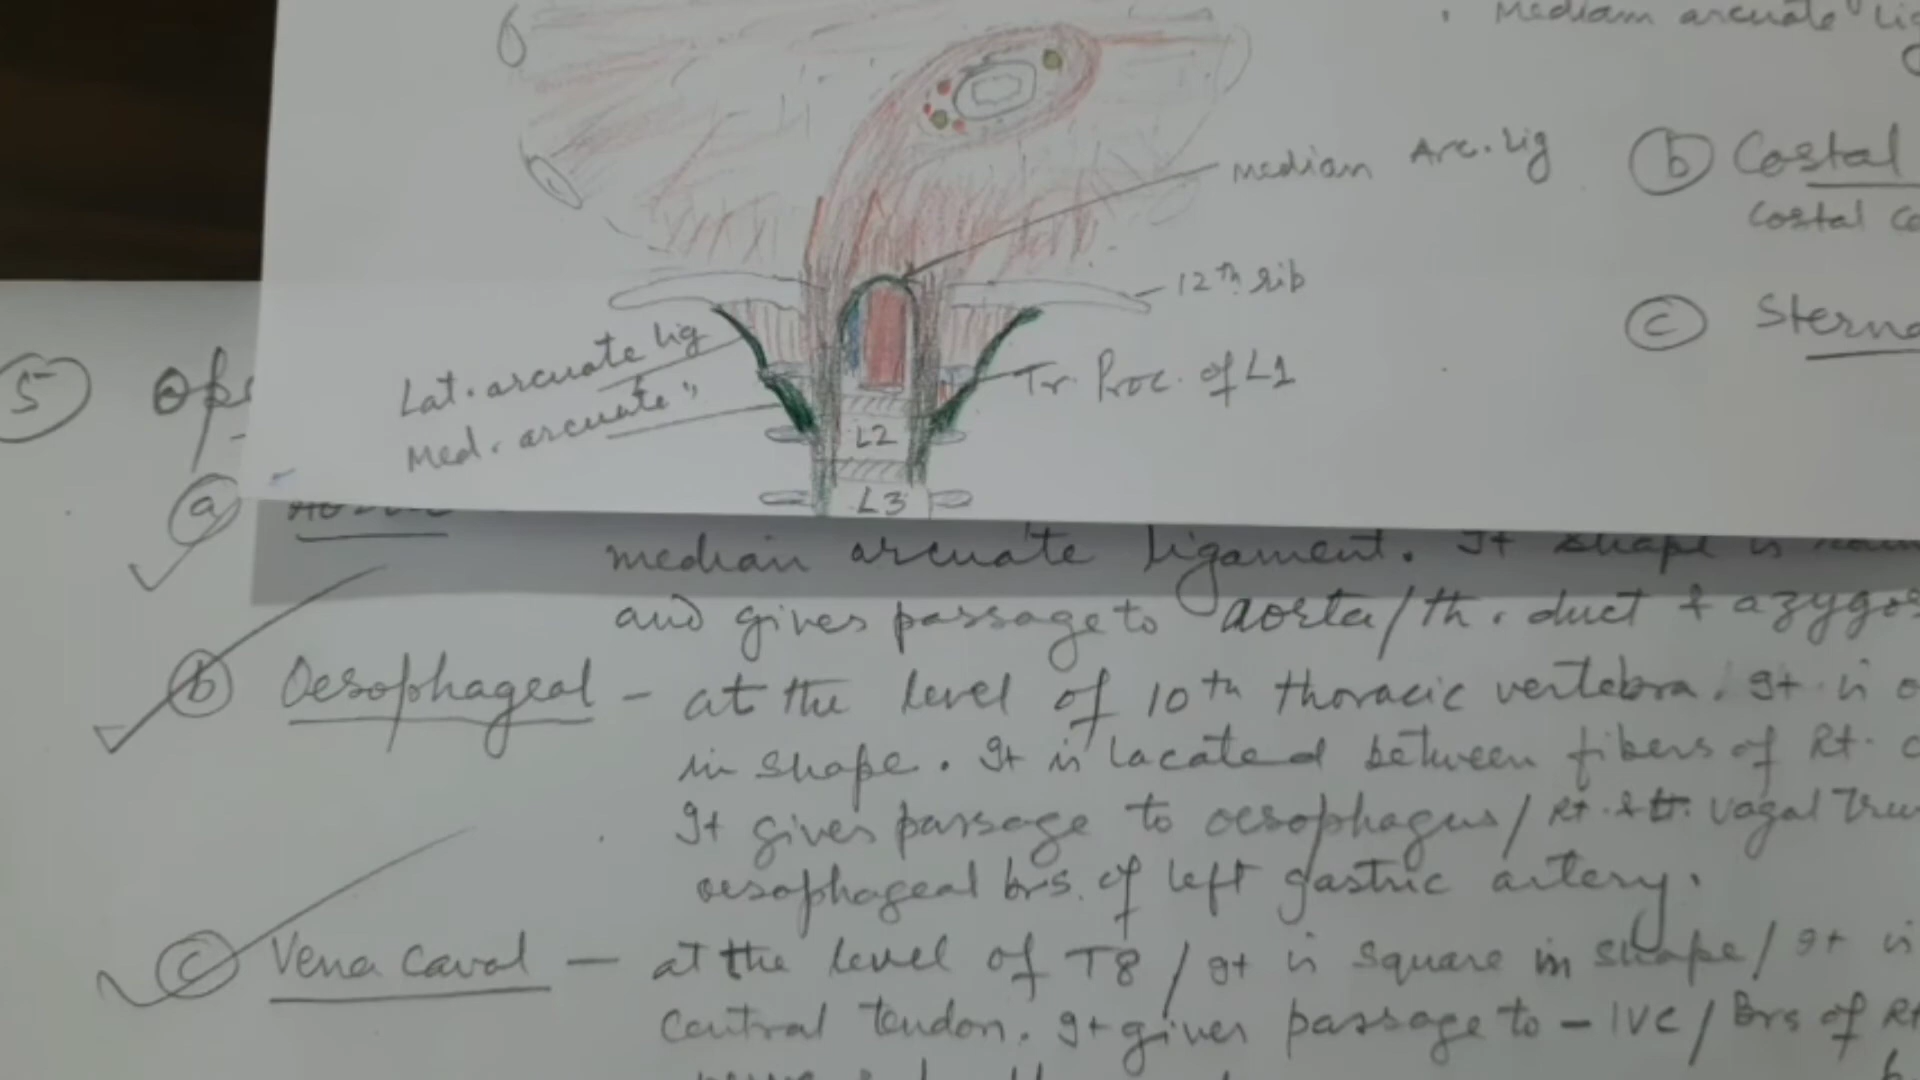 Median arcuate lig
median Arc. lig
(b) Costal
costal
12th rib
(c) Sterna
Lat. arcuate lig
Med. arcuate "
Tr. Proc. of L1
L2
L3
(5)
(a)
median arcuate ligament. It shape is
and gives passage to aorta/th. duct & azygos
(b) Oesophageal - at the level of 10th thoracic vertebra. It is
in shape. It is lacated between fibers of Rt.
It gives passage to oesophagus/ Rt. & Lt. vagal
oesophageal brs. of left gastric artery.
(c) Vena Caval - at the level of T8 / It is square in shape/ It is
Central tendon. It gives passage to - IVC / Brs of Rt